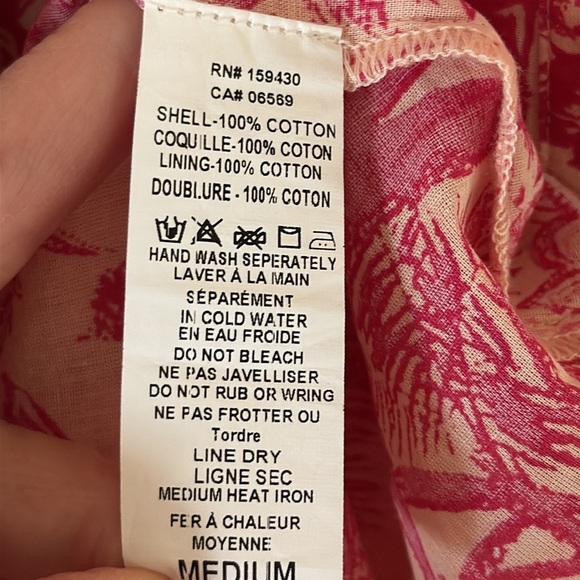 RN# 159430
CA# 06569
SHELL-100% COTTON
COQUILLE-100% COTON
LINING-100% COTTON
DOUBLURE - 100% COTON
HAND WASH SEPERATELY
LAVER À LA MAIN
SÉPARÉMENT
IN COLD WATER
EN EAU FROIDE
DO NOT BLEACH
NE PAS JAVELLISER
DO NOT RUB OR WRING
NE PAS FROTTER OU
Tordre
LINE DRY
LIGNE SEC
MEDIUM HEAT IRON
FER À CHALEUR
MOYENNE
MEDIUM